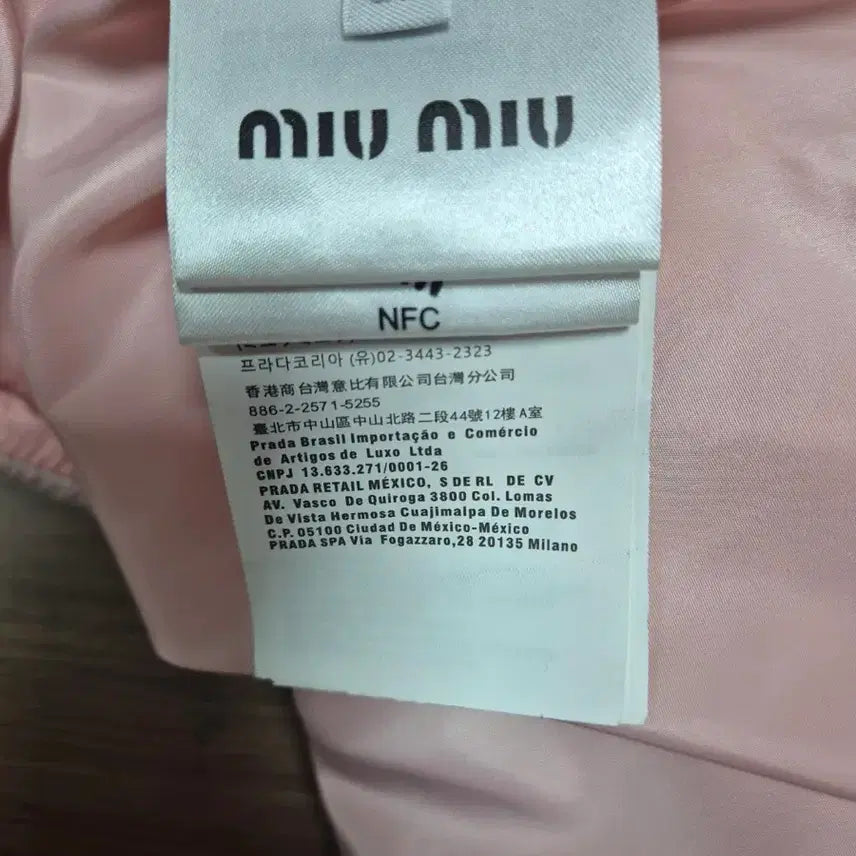 miu miu
NFC
프라다코리아 (유)02-3443-2323
香港商台灣意比有限公司台灣分公司
886-2-2571-5255
臺北市中山區中山北路二段44號12樓A室
Prada Brasil Importação e Comércio
de Artigos de Luxo Ltda
CNPJ 13.633.271/0001-26
PRADA RETAIL MÉXICO, S DE RL DE CV
AV. Vasco De Quiroga 3800 Col. Lomas
De Vista Hermosa Cuajimalpa De Morelos
C.P. 05100 Ciudad De México-México
PRADA SPA Via Fogazzaro,28 20135 Milano